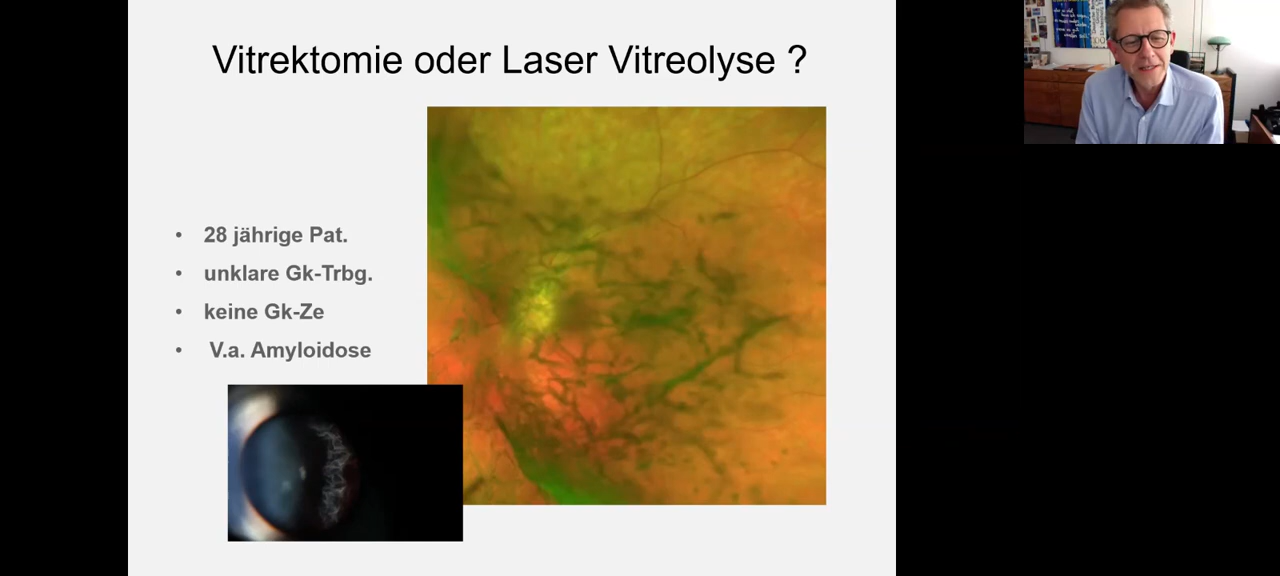 Vitrektomie oder Laser Vitreolyse ?
• 28 jährige Pat.
• unklare Gk-Trbg.
• keine Gk-Ze
• V.a. Amyloidose